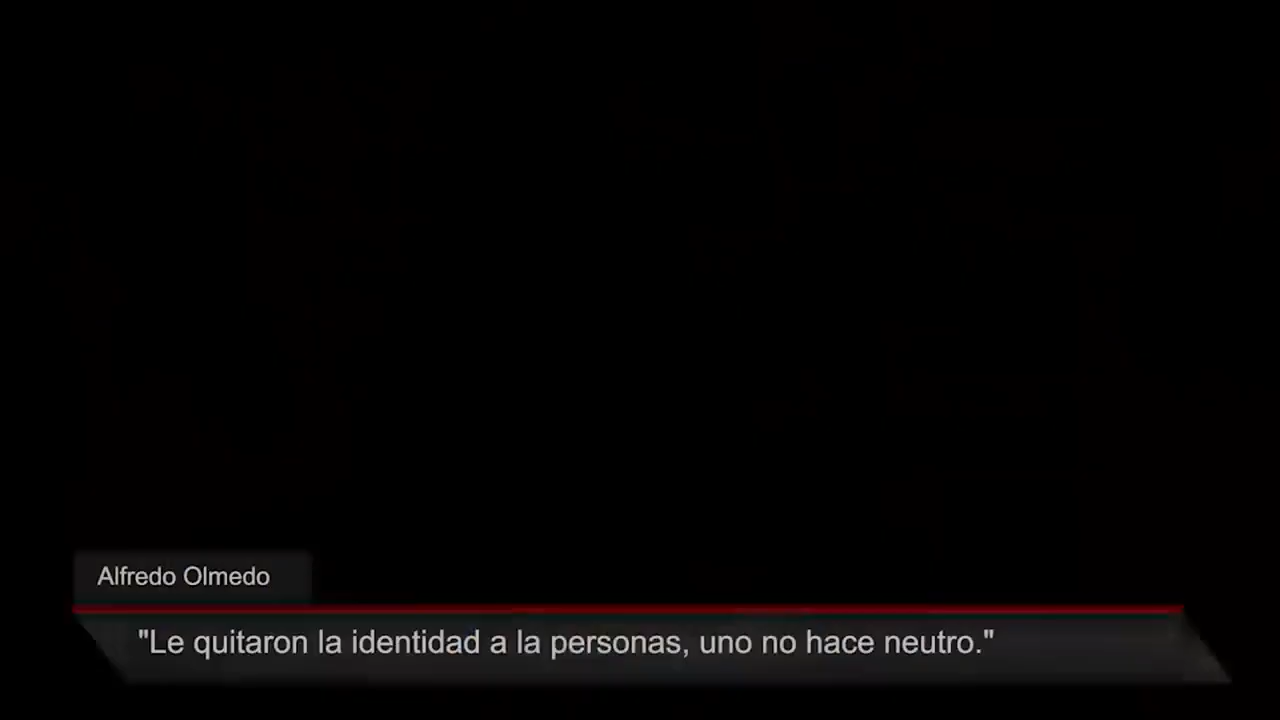 Alfredo Olmedo
"Le quitaron la identidad a la personas, uno no hace neutro."